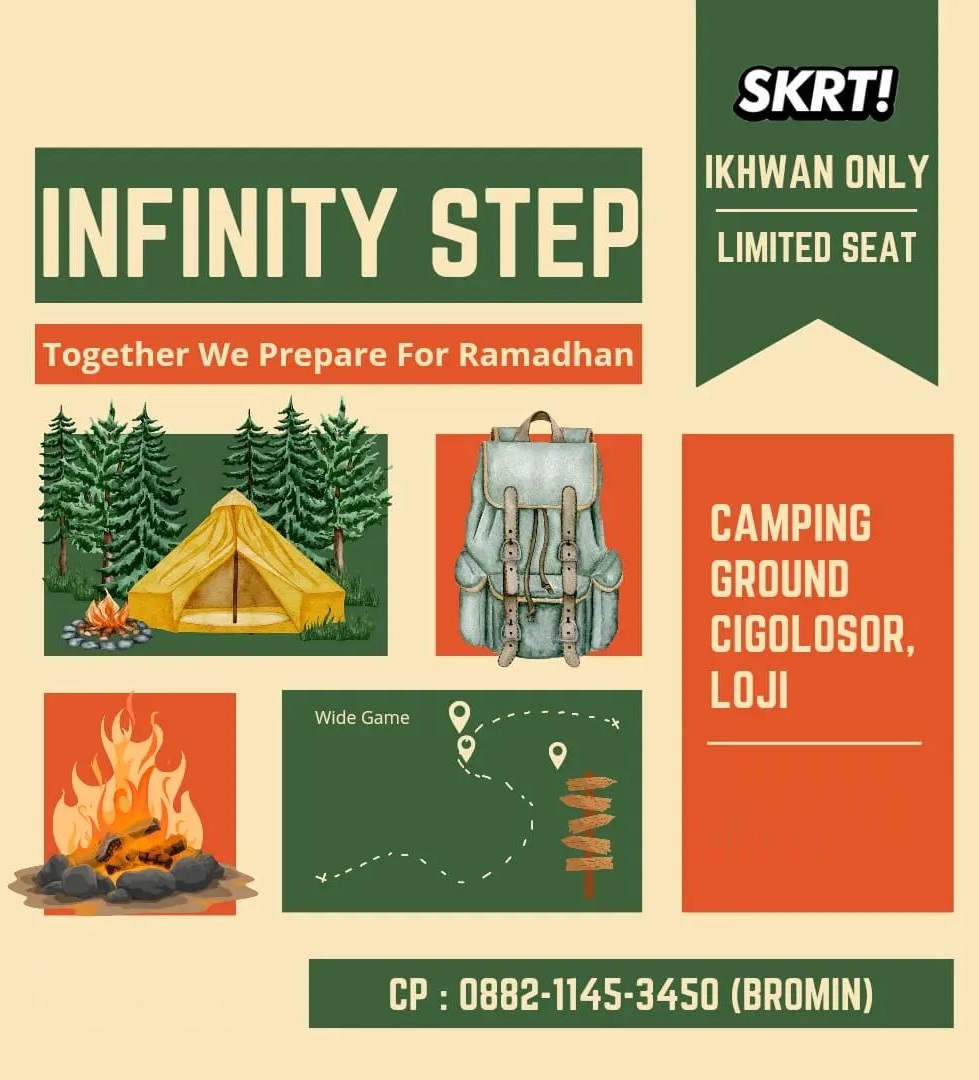 SKRT!
IKHWAN ONLY
LIMITED SEAT
INFINITY STEP
Together We Prepare For Ramadhan
CAMPING
GROUND
CIGOLOSOR,
LOJI
Wide Game
CP : 0882-1145-3450 (BROMIN)